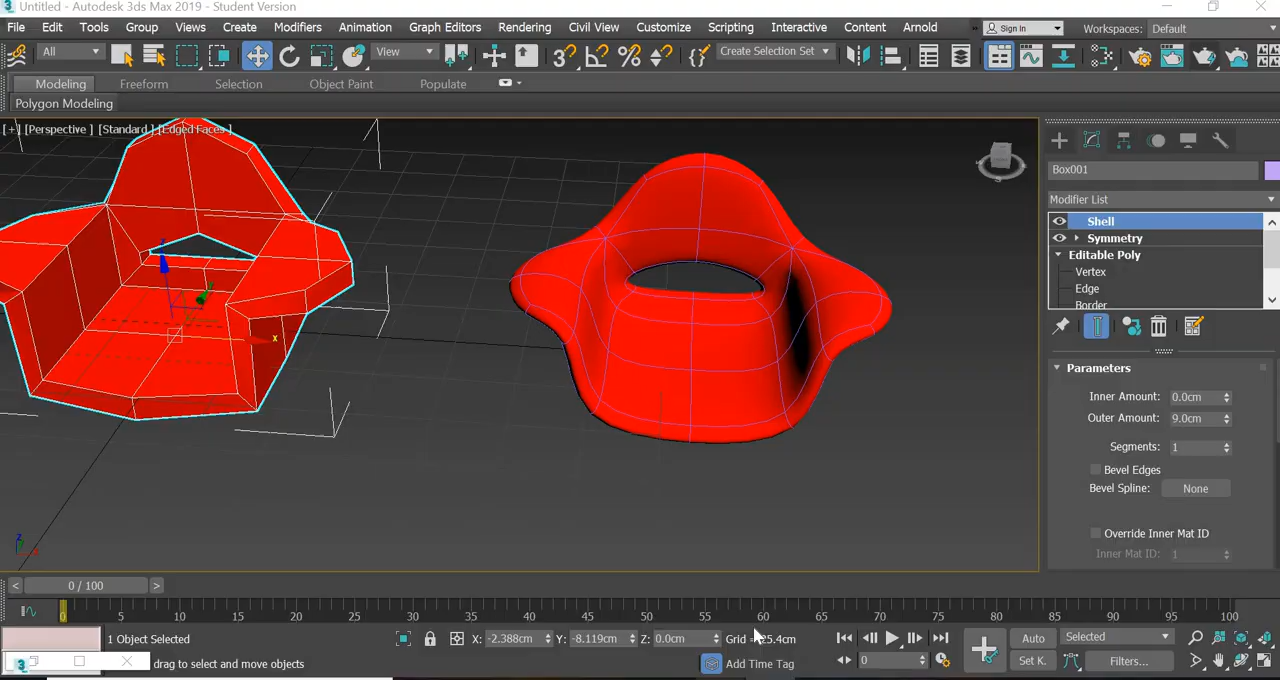 Untitled - Autodesk 3ds Max 2019 - Student Version
File Edit Tools Group Views Create Modifiers Animation Graph Editors Rendering Civil View Customize Scripting Interactive Content Arnold Sign In Workspaces: Default
All View Create Selection Set
Modeling Freeform Selection Object Paint Populate
Polygon Modeling
[+] [Perspective] [Standard] [Edged Faces]
Box001
Modifier List
Shell
Symmetry
Editable Poly
Vertex
Edge
Border
Parameters
Inner Amount: 0.0cm
Outer Amount: 9.0cm
Segments: 1
Bevel Edges
Bevel Spline: None
Override Inner Mat ID
Inner Mat ID: 1
z
x
< 0 / 100 >
0 5 10 15 20 25 30 35 40 45 50 55 60 65 70 75 80 85 90 95 100
1 Object Selected X: -2.388cm Y: -8.119cm Z: 0.0cm Grid = 25.4cm Auto Selected
drag to select and move objects Add Time Tag 0 Set K. Filters...